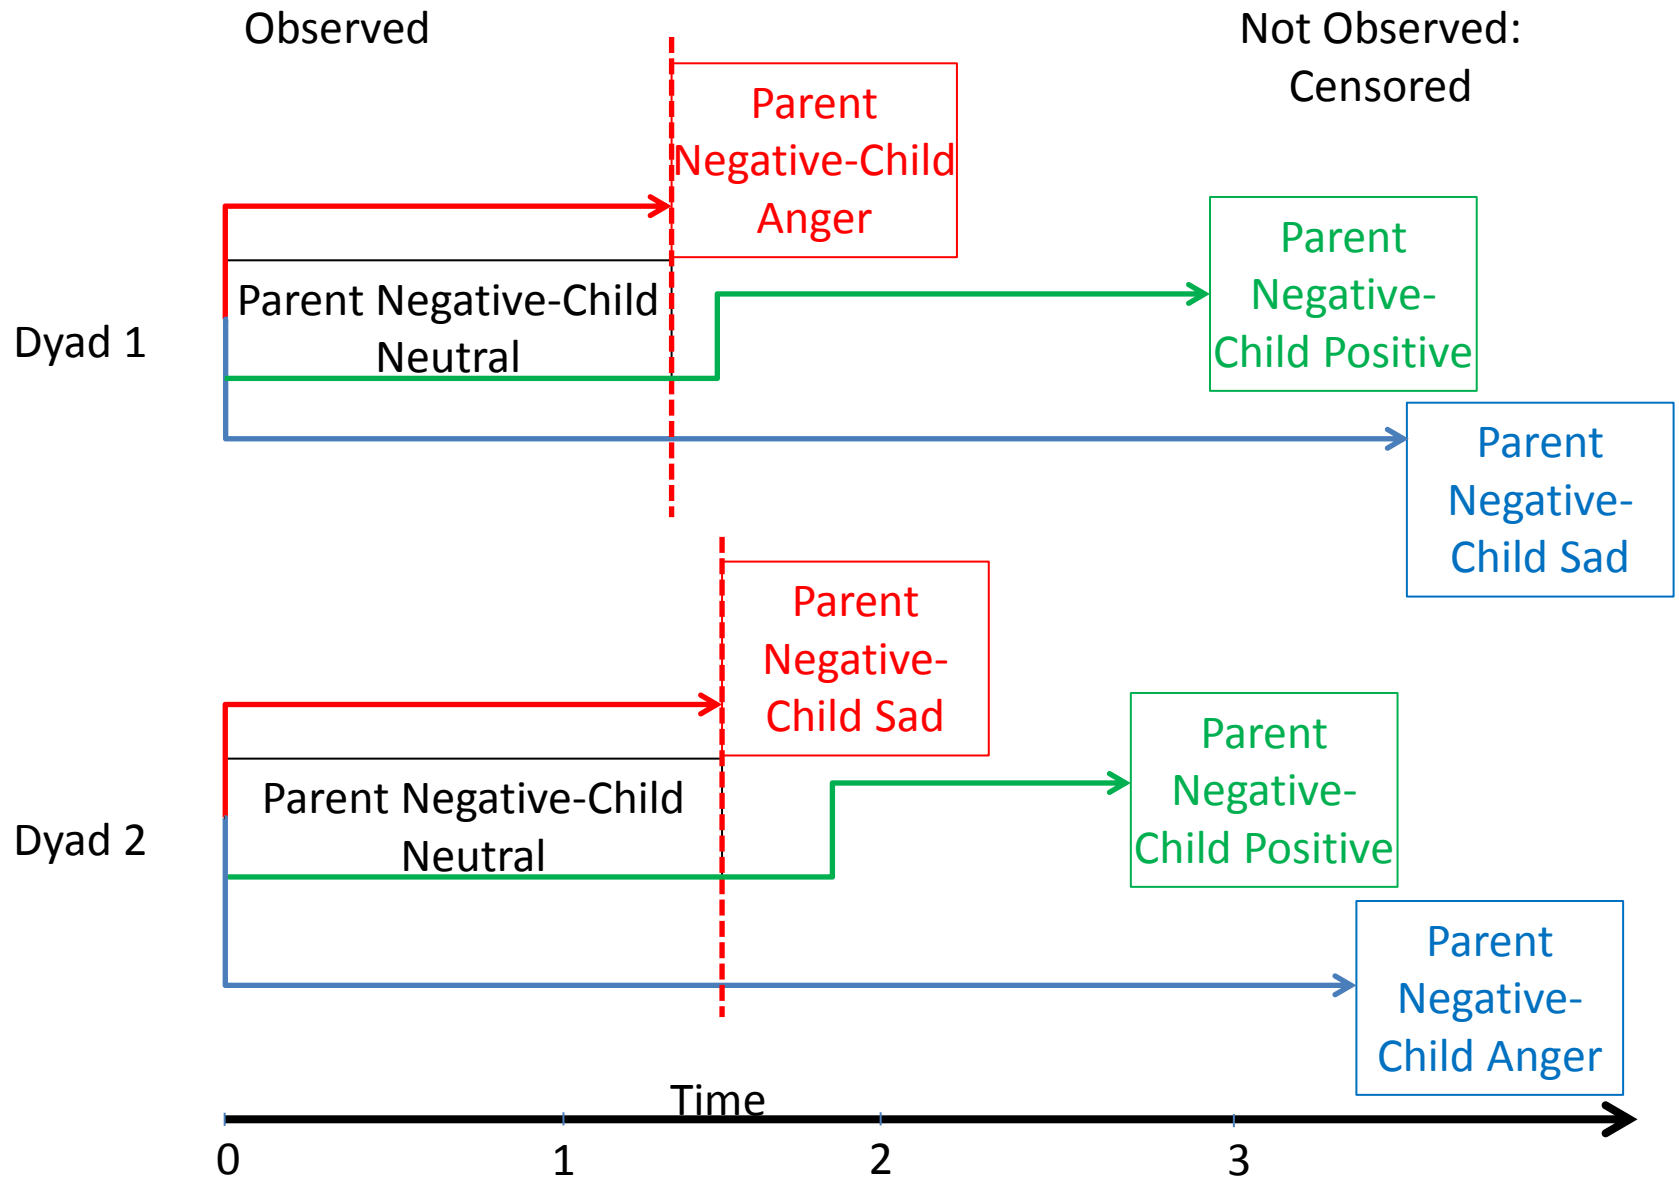 Observed
Not Observed:
Censored
Parent
Negative-Child
Anger
Parent
Negative-
Child Positive
Dyad 1
Parent Negative-Child
Neutral
Parent
Negative-
Child Sad
Parent
Negative-
Child Sad
Parent
Negative-
Child Positive
Dyad 2
Parent Negative-Child
Neutral
Parent
Negative-
Child Anger
Time
0 1 2 3